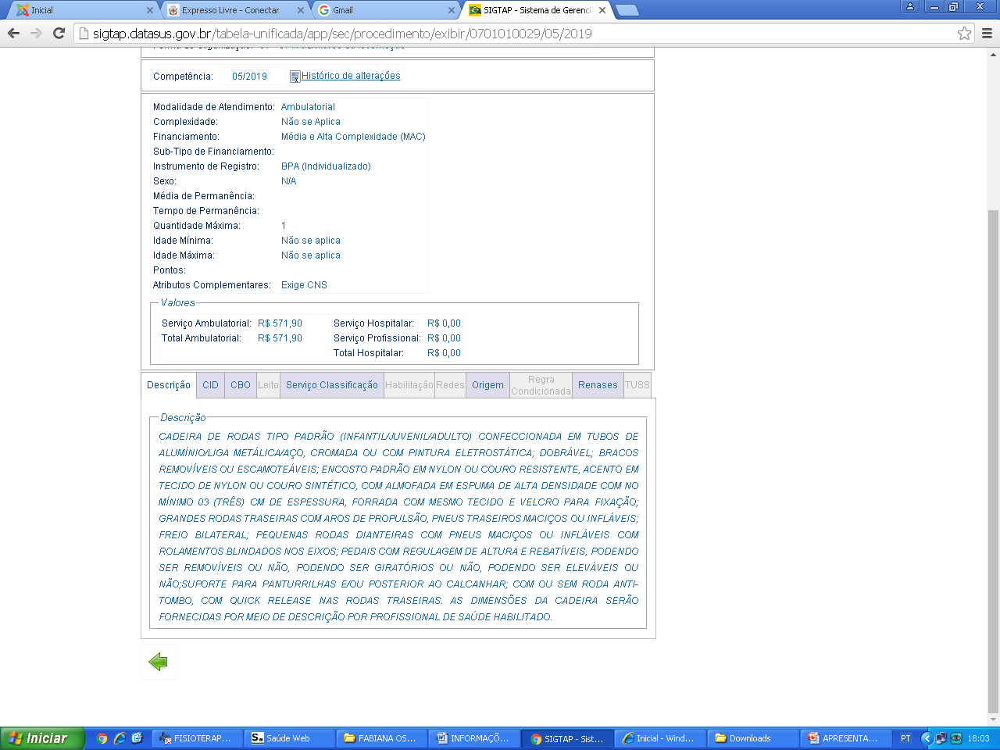 Inicial
Expresso Livre - Conectar
Gmail
SIGTAP - Sistema de Gerenci
sigtap.datasus.gov.br/tabela-unificada/app/sec/procedimento/exibir/0701010029/05/2019
Competência: 05/2019 Histórico de alterações
Modalidade de Atendimento: Ambulatorial
Complexidade: Não se Aplica
Financiamento: Média e Alta Complexidade (MAC)
Sub-Tipo de Financiamento:
Instrumento de Registro: BPA (Individualizado)
Sexo: N/A
Média de Permanência:
Tempo de Permanência:
Quantidade Máxima: 1
Idade Mínima: Não se aplica
Idade Máxima: Não se aplica
Pontos:
Atributos Complementares: Exige CNS
Valores
Serviço Ambulatorial: R$ 571,90 Serviço Hospitalar: R$ 0,00
Total Ambulatorial: R$ 571,90 Serviço Profissional: R$ 0,00
Total Hospitalar: R$ 0,00
Descrição CID CBO Leito Serviço Classificação Habilitação Redes Origem Regra Condicionada Renases TUSS
Descrição
CADEIRA DE RODAS TIPO PADRÃO (INFANTIL/JUVENIL/ADULTO) CONFECCIONADA EM TUBOS DE
ALUMÍNIO/LIGA METÁLICA/AÇO, CROMADA OU COM PINTURA ELETROSTÁTICA; DOBRÁVEL; BRACOS
REMOVÍVEIS OU ESCAMOTEÁVEIS; ENCOSTO PADRÃO EM NYLON OU COURO RESISTENTE, ACENTO EM
TECIDO DE NYLON OU COURO SINTÉTICO, COM ALMOFADA EM ESPUMA DE ALTA DENSIDADE COM NO
MÍNIMO 03 (TRÊS) CM DE ESPESSURA, FORRADA COM MESMO TECIDO E VELCRO PARA FIXAÇÃO;
GRANDES RODAS TRASEIRAS COM AROS DE PROPULSÃO, PNEUS TRASEIROS MACIÇOS OU INFLÁVEIS;
FREIO BILATERAL; PEQUENAS RODAS DIANTEIRAS COM PNEUS MACIÇOS OU INFLÁVEIS COM
ROLAMENTOS BLINDADOS NOS EIXOS; PEDAIS COM REGULAGEM DE ALTURA E REBATÍVEIS, PODENDO
SER REMOVÍVEIS OU NÃO, PODENDO SER GIRATÓRIOS OU NÃO, PODENDO SER ELEVÁVEIS OU
NÃO;SUPORTE PARA PANTURRILHAS E/OU POSTERIOR AO CALCANHAR; COM OU SEM RODA ANTI-
TOMBO, COM QUICK RELEASE NAS RODAS TRASEIRAS. AS DIMENSÕES DA CADEIRA SERÃO
FORNECIDAS POR MEIO DE DESCRIÇÃO POR PROFISSIONAL DE SAÚDE HABILITADO.
Iniciar FISIOTERAP... Saúde Web FABIANA OS... INFORMAÇÕ... SIGTAP - Sist... Inicial - Wind... Downloads APRESENTA... PT 18:03